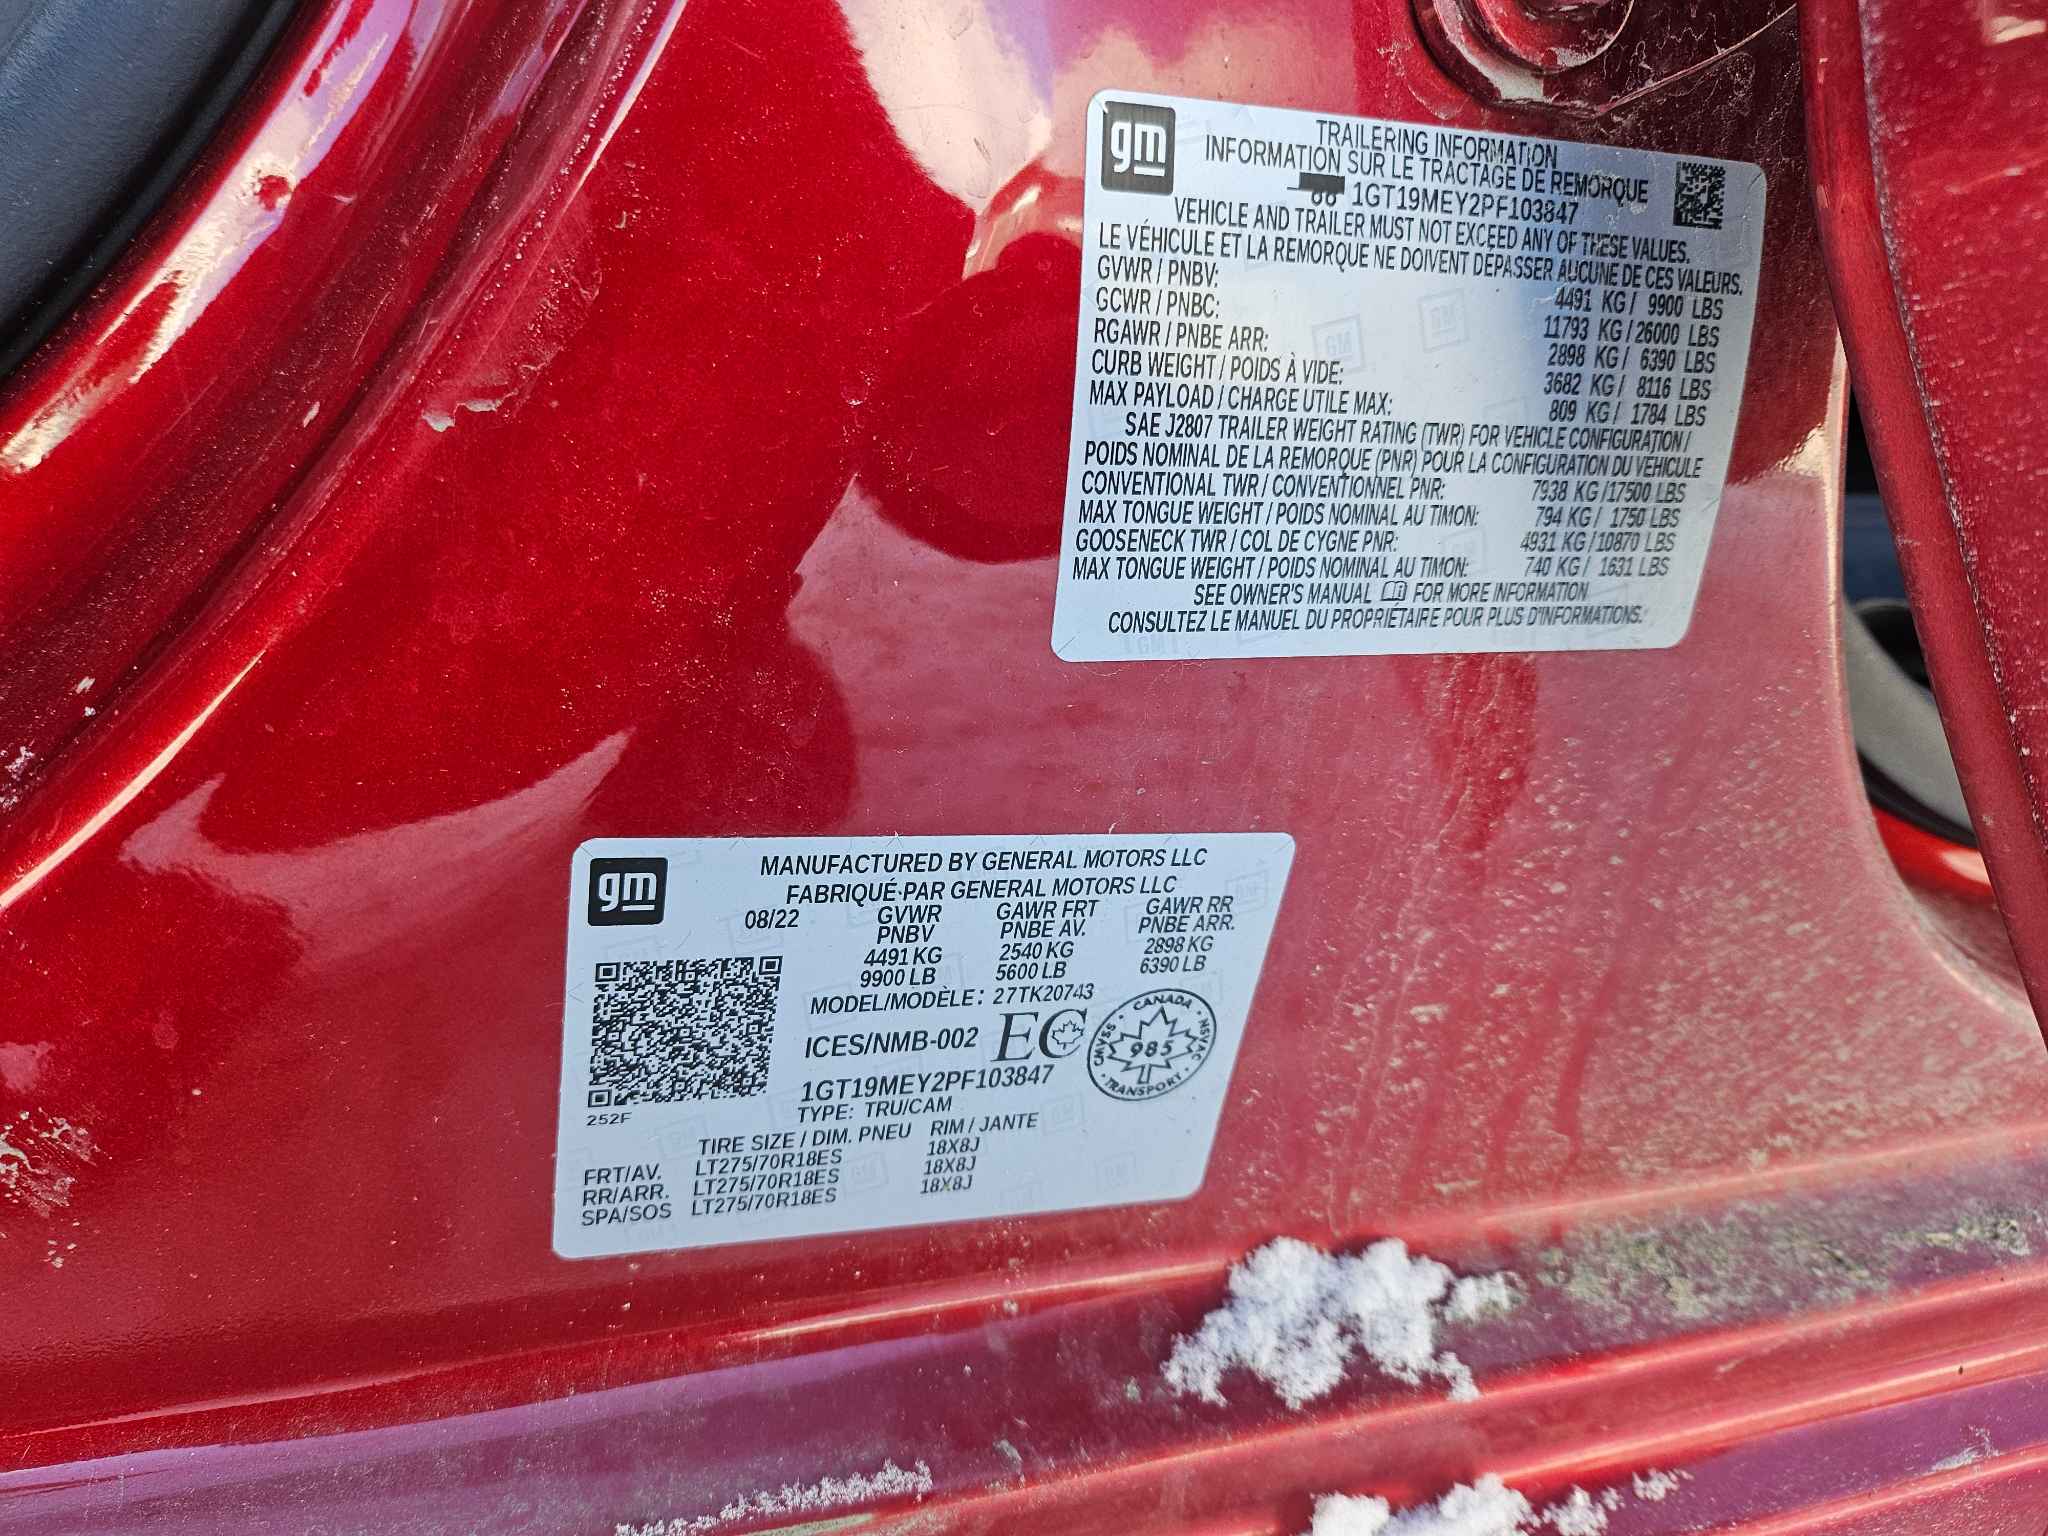 gm
TRAILERING INFORMATION
INFORMATION SUR LE TRACTAGE DE REMORQUE
1GT19MEY2PF103847
VEHICLE AND TRAILER MUST NOT EXCEED ANY OF THESE VALUES.
LE VÉHICULE ET LA REMORQUE NE DOIVENT DEPASSER AUCUNE DE CES VALEURS.
GVWR / PNBV: 4491 KG / 9900 LBS
GCWR / PNBC: 11793 KG / 26000 LBS
RGAWR / PNBE ARR: 2898 KG / 6390 LBS
CURB WEIGHT / POIDS À VIDE: 3682 KG / 8116 LBS
MAX PAYLOAD / CHARGE UTILE MAX: 809 KG / 1784 LBS
SAE J2807 TRAILER WEIGHT RATING (TWR) FOR VEHICLE CONFIGURATION /
POIDS NOMINAL DE LA REMORQUE (PNR) POUR LA CONFIGURATION DU VEHICULE
CONVENTIONAL TWR / CONVENTIONNEL PNR: 7938 KG / 17500 LBS
MAX TONGUE WEIGHT / POIDS NOMINAL AU TIMON: 794 KG / 1750 LBS
GOOSENECK TWR / COL DE CYGNE PNR: 4931 KG / 10870 LBS
MAX TONGUE WEIGHT / POIDS NOMINAL AU TIMON: 740 KG / 1631 LBS
SEE OWNER'S MANUAL FOR MORE INFORMATION
CONSULTEZ LE MANUEL DU PROPRIÉTAIRE POUR PLUS D'INFORMATIONS.
gm
MANUFACTURED BY GENERAL MOTORS LLC
FABRIQUÉ PAR GENERAL MOTORS LLC
08/22 GVWR GAWR FRT GAWR RR
PNBV PNBE AV. PNBE ARR.
4491 KG 2540 KG 2898 KG
9900 LB 5600 LB 6390 LB
MODEL/MODÈLE: 27TK20743
ICES/NMB-002 EC
CANADA
CMVSS NSVAC
985
TRANSPORT
1GT19MEY2PF103847
252F
TYPE: TRU/CAM
TIRE SIZE / DIM. PNEU RIM / JANTE
FRT/AV. LT275/70R18ES 18X8J
RR/ARR. LT275/70R18ES 18X8J
SPA/SOS LT275/70R18ES 18X8J